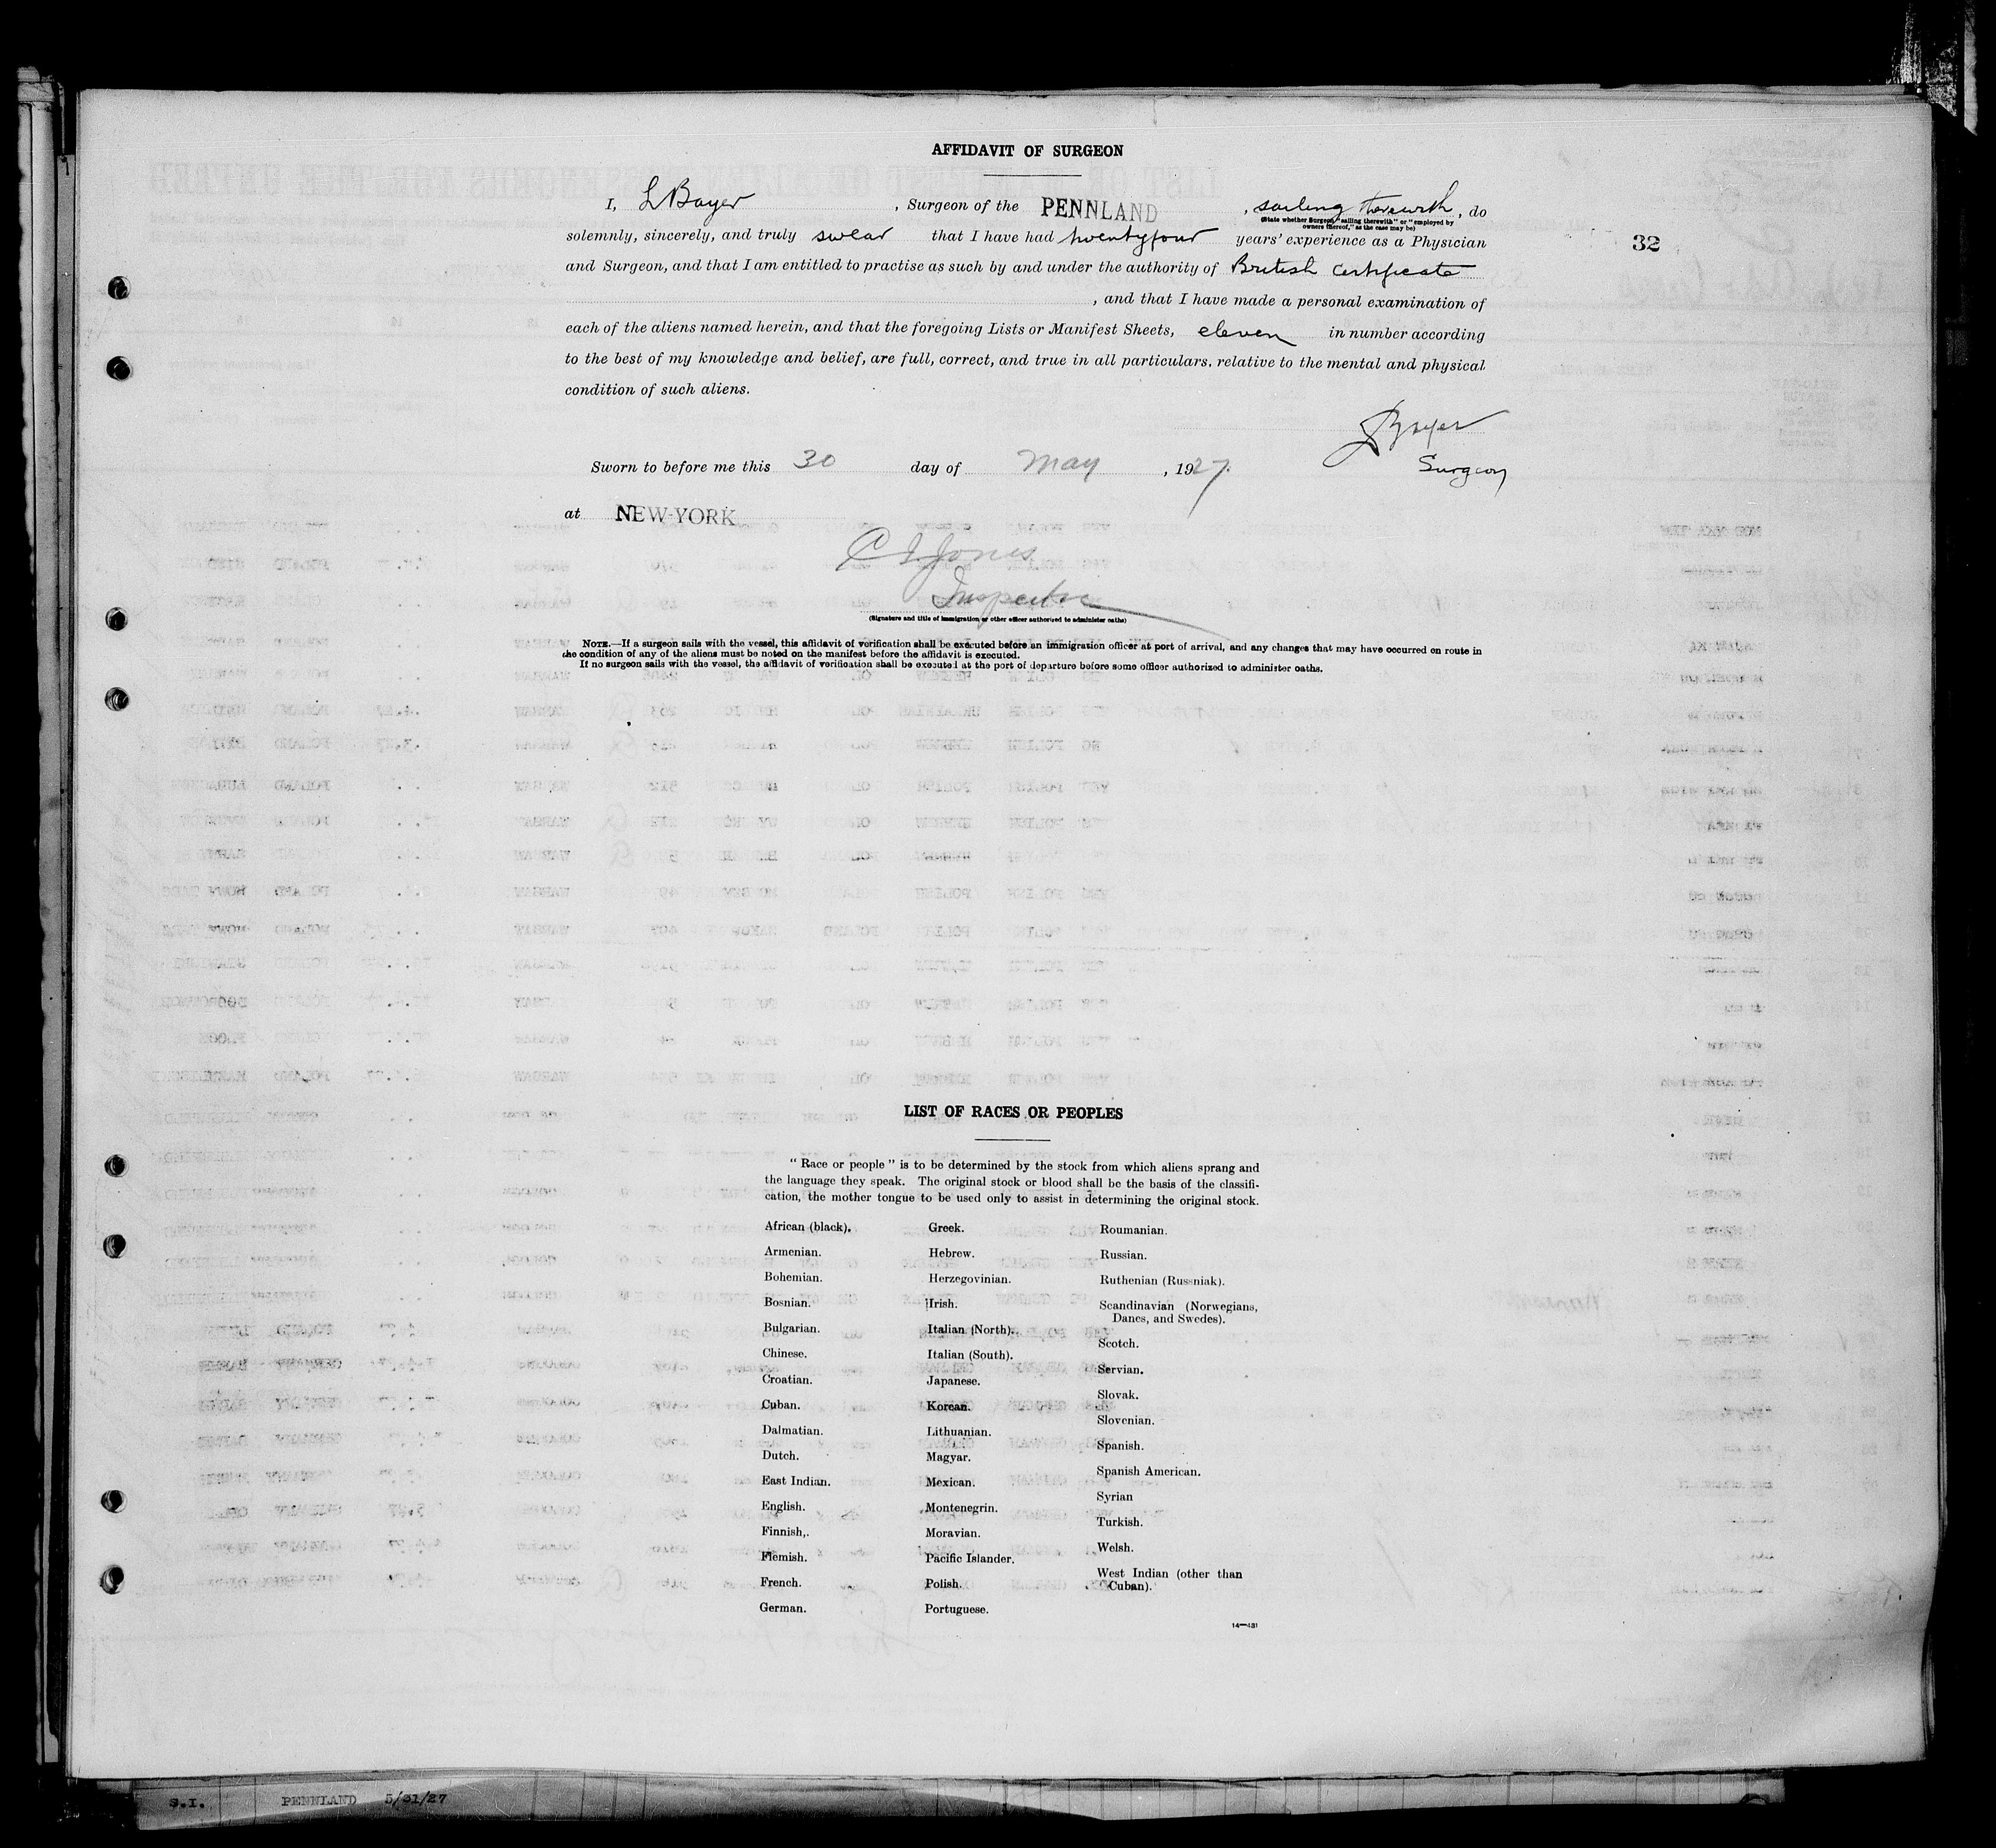 AFFIDAVIT OF SURGEON
I, L Boyer, Surgeon of the PENNLAND, sailing therewith, do
(State whether Surgeon "sailing therewith" or "employed by owners thereof," as the case may be)
solemnly, sincerely, and truly swear that I have had twentyfour years' experience as a Physician
32
and Surgeon, and that I am entitled to practise as such by and under the authority of British Certificate
, and that I have made a personal examination of
each of the aliens named herein, and that the foregoing Lists or Manifest Sheets, eleven in number according
to the best of my knowledge and belief, are full, correct, and true in all particulars, relative to the mental and physical
condition of such aliens.
LBoyer
Surgeon
Sworn to before me this 30 day of May, 1927.
at NEW-YORK
Jones
Inspector
(Signature and title of immigration or other officer authorized to administer oaths)
NOTE.—If a surgeon sails with the vessel, this affidavit of verification shall be executed before an immigration officer at port of arrival, and any changes that may have occurred on route in
the condition of any of the aliens must be noted on the manifest before the affidavit is executed.
If no surgeon sails with the vessel, the affidavit of verification shall be executed at the port of departure before some officer authorized to administer oaths.
LIST OF RACES OR PEOPLES
"Race or people" is to be determined by the stock from which aliens sprang and
the language they speak. The original stock or blood shall be the basis of the classifi-
cation, the mother tongue to be used only to assist in determining the original stock.
African (black).
Armenian.
Bohemian.
Bosnian.
Bulgarian.
Chinese.
Croatian.
Cuban.
Dalmatian.
Dutch.
East Indian.
English.
Finnish.
Flemish.
French.
German.
Greek.
Hebrew.
Herzegovinian.
Irish.
Italian (North).
Italian (South).
Japanese.
Korean.
Lithuanian.
Magyar.
Mexican.
Montenegrin.
Moravian.
Pacific Islander.
Polish.
Portuguese.
Roumanian.
Russian.
Ruthenian (Russniak).
Scandinavian (Norwegians,
Danes, and Swedes).
Scotch.
Servian.
Slovak.
Slovenian.
Spanish.
Spanish American.
Syrian
Turkish.
Welsh.
West Indian (other than
Cuban).
14—431
S.I. PENNLAND 5/31/27